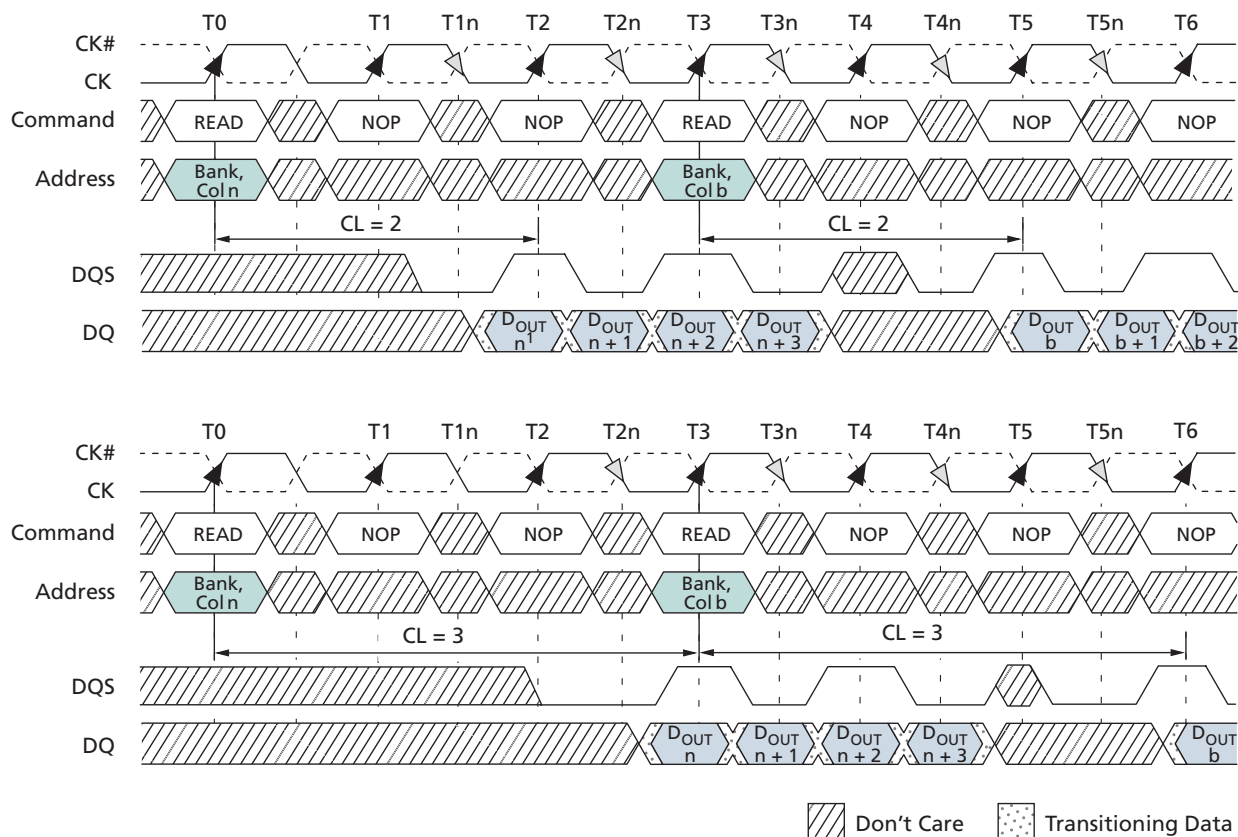 T0 T1 T1n T2 T2n T3 T3n T4 T4n T5 T5n T6
CK#
CK
Command READ NOP NOP READ NOP NOP NOP
Address Bank, Col n Bank, Col b
CL = 2 CL = 2
DQS
DQ DOUT n1 DOUT n + 1 DOUT n + 2 DOUT n + 3 DOUT b DOUT b + 1 DOUT b + 2
T0 T1 T1n T2 T2n T3 T3n T4 T4n T5 T5n T6
CK#
CK
Command READ NOP NOP READ NOP NOP NOP
Address Bank, Col n Bank, Col b
CL = 3 CL = 3
DQS
DQ DOUT n DOUT n + 1 DOUT n + 2 DOUT n + 3 DOUT b
Don't Care Transitioning Data